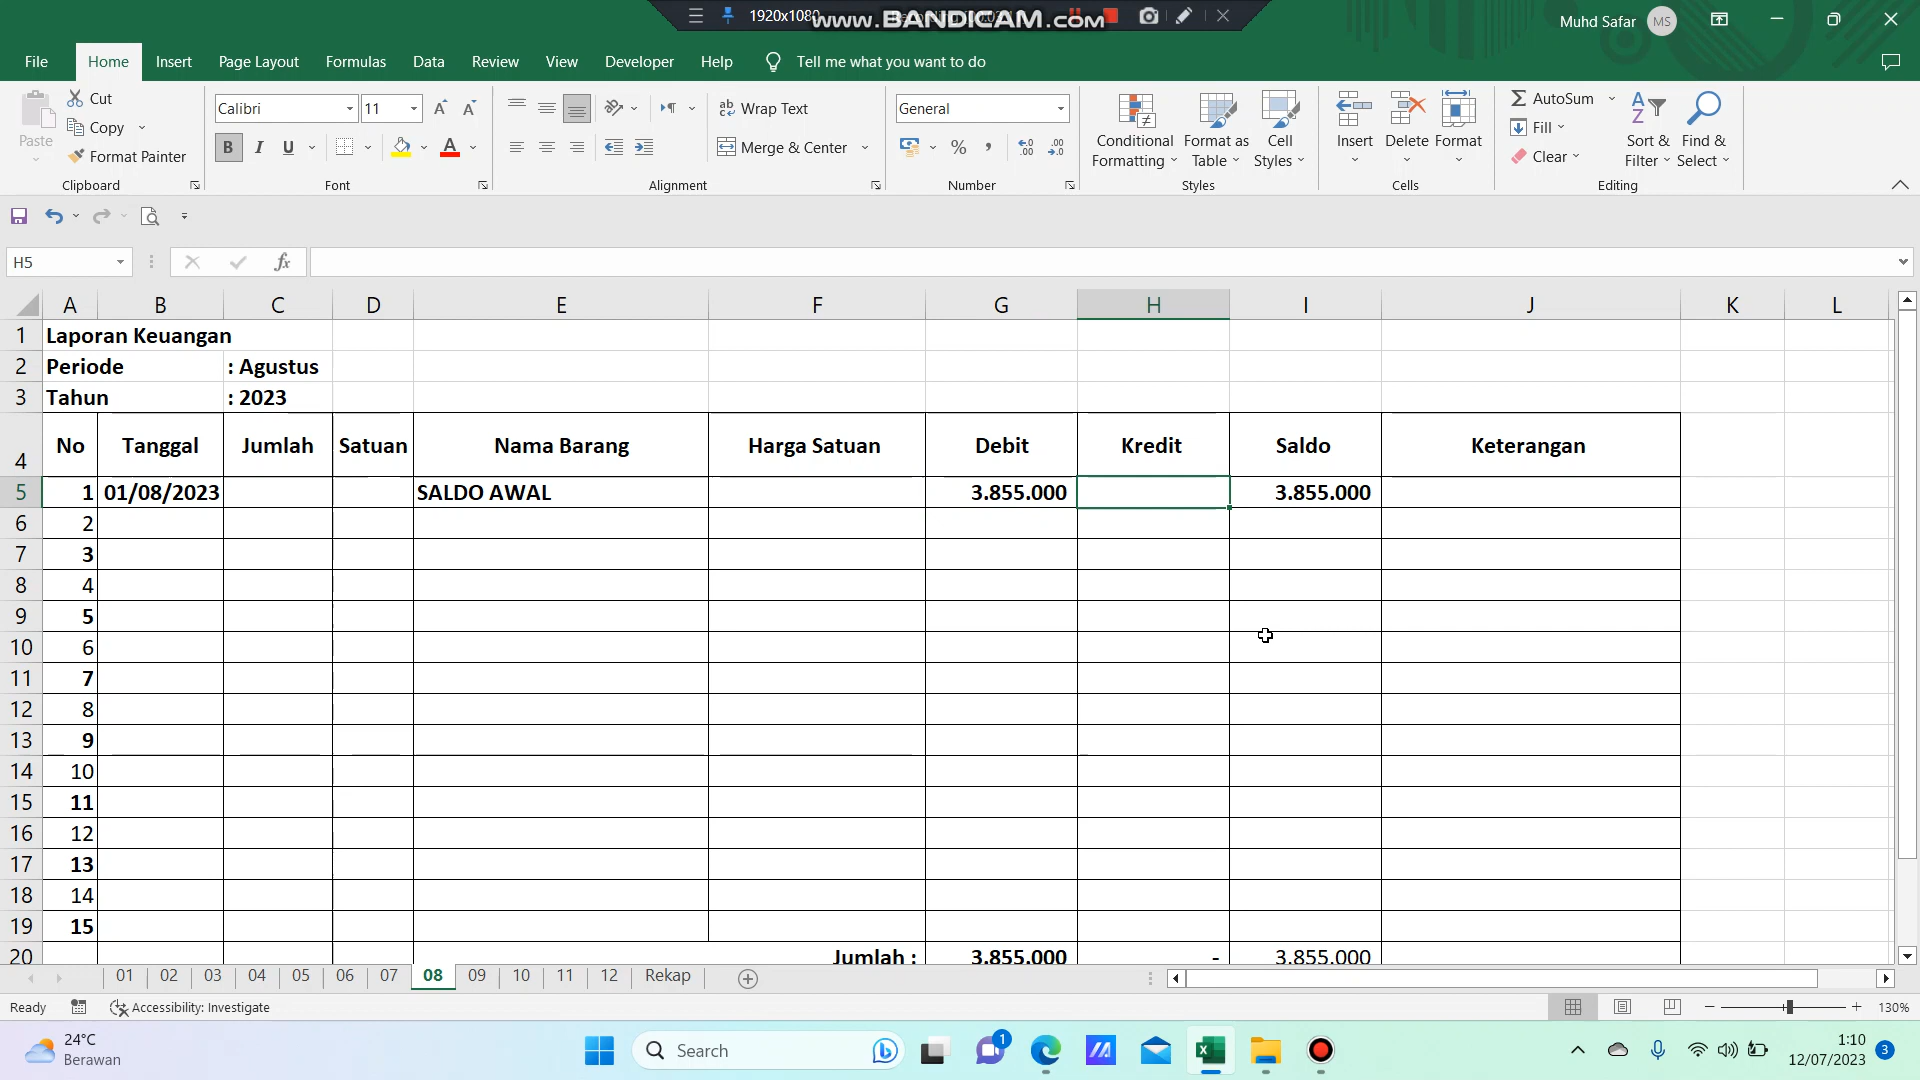 1920x1080
www.BANDICAM.com
Muhd Safar MS
File Home Insert Page Layout Formulas Data Review View Developer Help Tell me what you want to do
Paste
Cut
Copy
Format Painter
Clipboard
Calibri 11 A A
B I U A
Font
Wrap Text
Merge & Center
Alignment
General
% ,
Number
Conditional Formatting
Format as Table
Cell Styles
Styles
Insert Delete Format
Cells
AutoSum
Fill
Clear
Sort & Filter
Find & Select
Editing
H5 fx
A B C D E F G H I J K L
1 Laporan Keuangan
2 Periode : Agustus
3 Tahun : 2023
4 No Tanggal Jumlah Satuan Nama Barang Harga Satuan Debit Kredit Saldo Keterangan
5 1 01/08/2023 SALDO AWAL 3.855.000 3.855.000
6 2
7 3
8 4
9 5
10 6
11 7
12 8
13 9
14 10
15 11
16 12
17 13
18 14
19 15
20 Jumlah : 3.855.000 - 3.855.000
01 02 03 04 05 06 07 08 09 10 11 12 Rekap
Ready Accessibility: Investigate 130%
24°C
Berawan
Search
1
1:10
12/07/2023
3